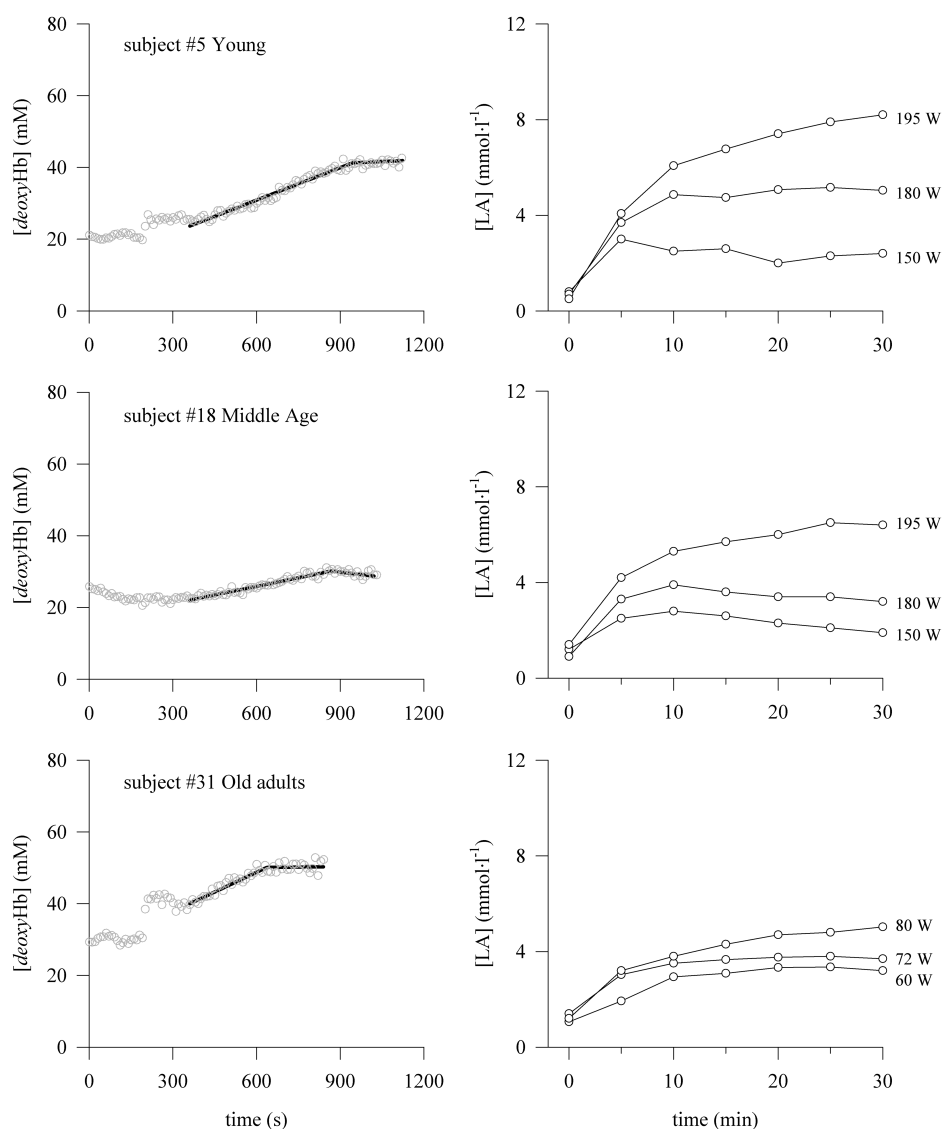 80
60
40
20
0
[deoxyHb] (mM)
subject #5 Young
0 300 600 900 1200
12
8
4
0
[LA] (mmol·l-1)
195 W
180 W
150 W
0 10 20 30
80
60
40
20
0
[deoxyHb] (mM)
subject #18 Middle Age
0 300 600 900 1200
12
8
4
0
[LA] (mmol·l-1)
195 W
180 W
150 W
0 10 20 30
80
60
40
20
0
[deoxyHb] (mM)
subject #31 Old adults
0 300 600 900 1200
time (s)
12
8
4
0
[LA] (mmol·l-1)
80 W
72 W
60 W
0 10 20 30
time (min)